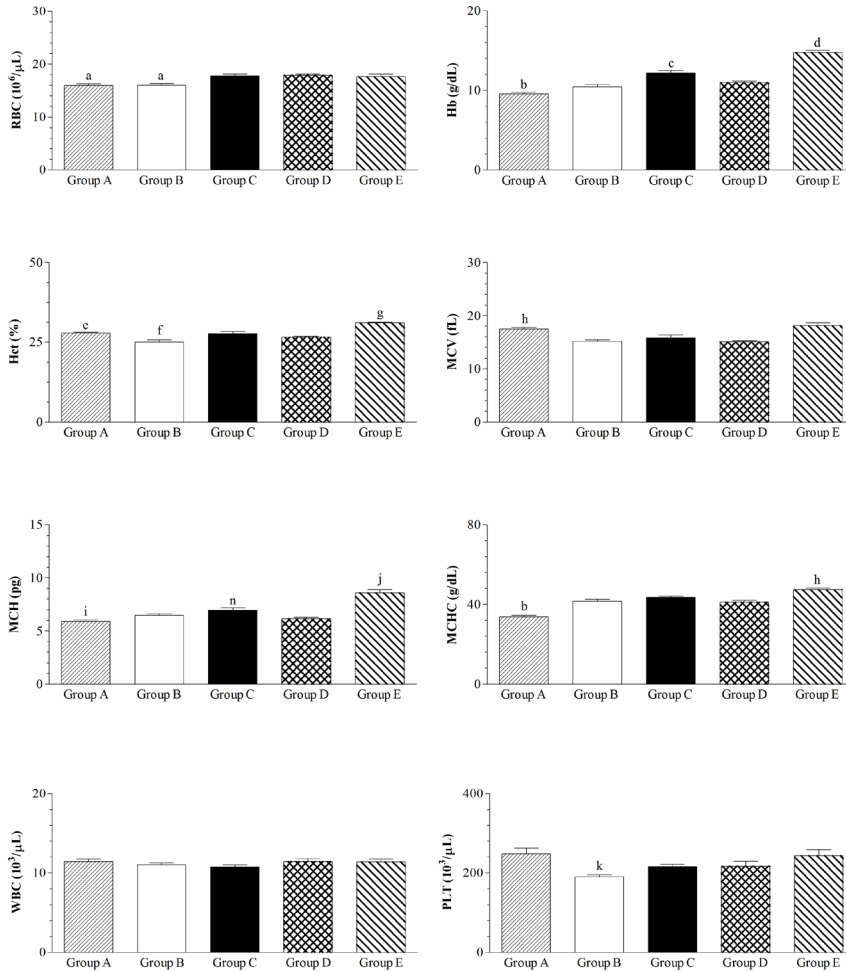 RBC (10⁶/µL)
30
20
10
0
a
a
Group A
Group B
Group C
Group D
Group E
Hb (g/dL)
20
10
0
b
c
d
Group A
Group B
Group C
Group D
Group E
Hct (%)
50
25
0
e
f
g
Group A
Group B
Group C
Group D
Group E
MCV (fL)
30
20
10
0
h
Group A
Group B
Group C
Group D
Group E
MCH (pg)
15
10
5
0
i
n
j
Group A
Group B
Group C
Group D
Group E
MCHC (g/dL)
80
40
0
b
h
Group A
Group B
Group C
Group D
Group E
WBC (10³/µL)
20
10
0
Group A
Group B
Group C
Group D
Group E
PLT (10³/µL)
400
200
0
k
Group A
Group B
Group C
Group D
Group E